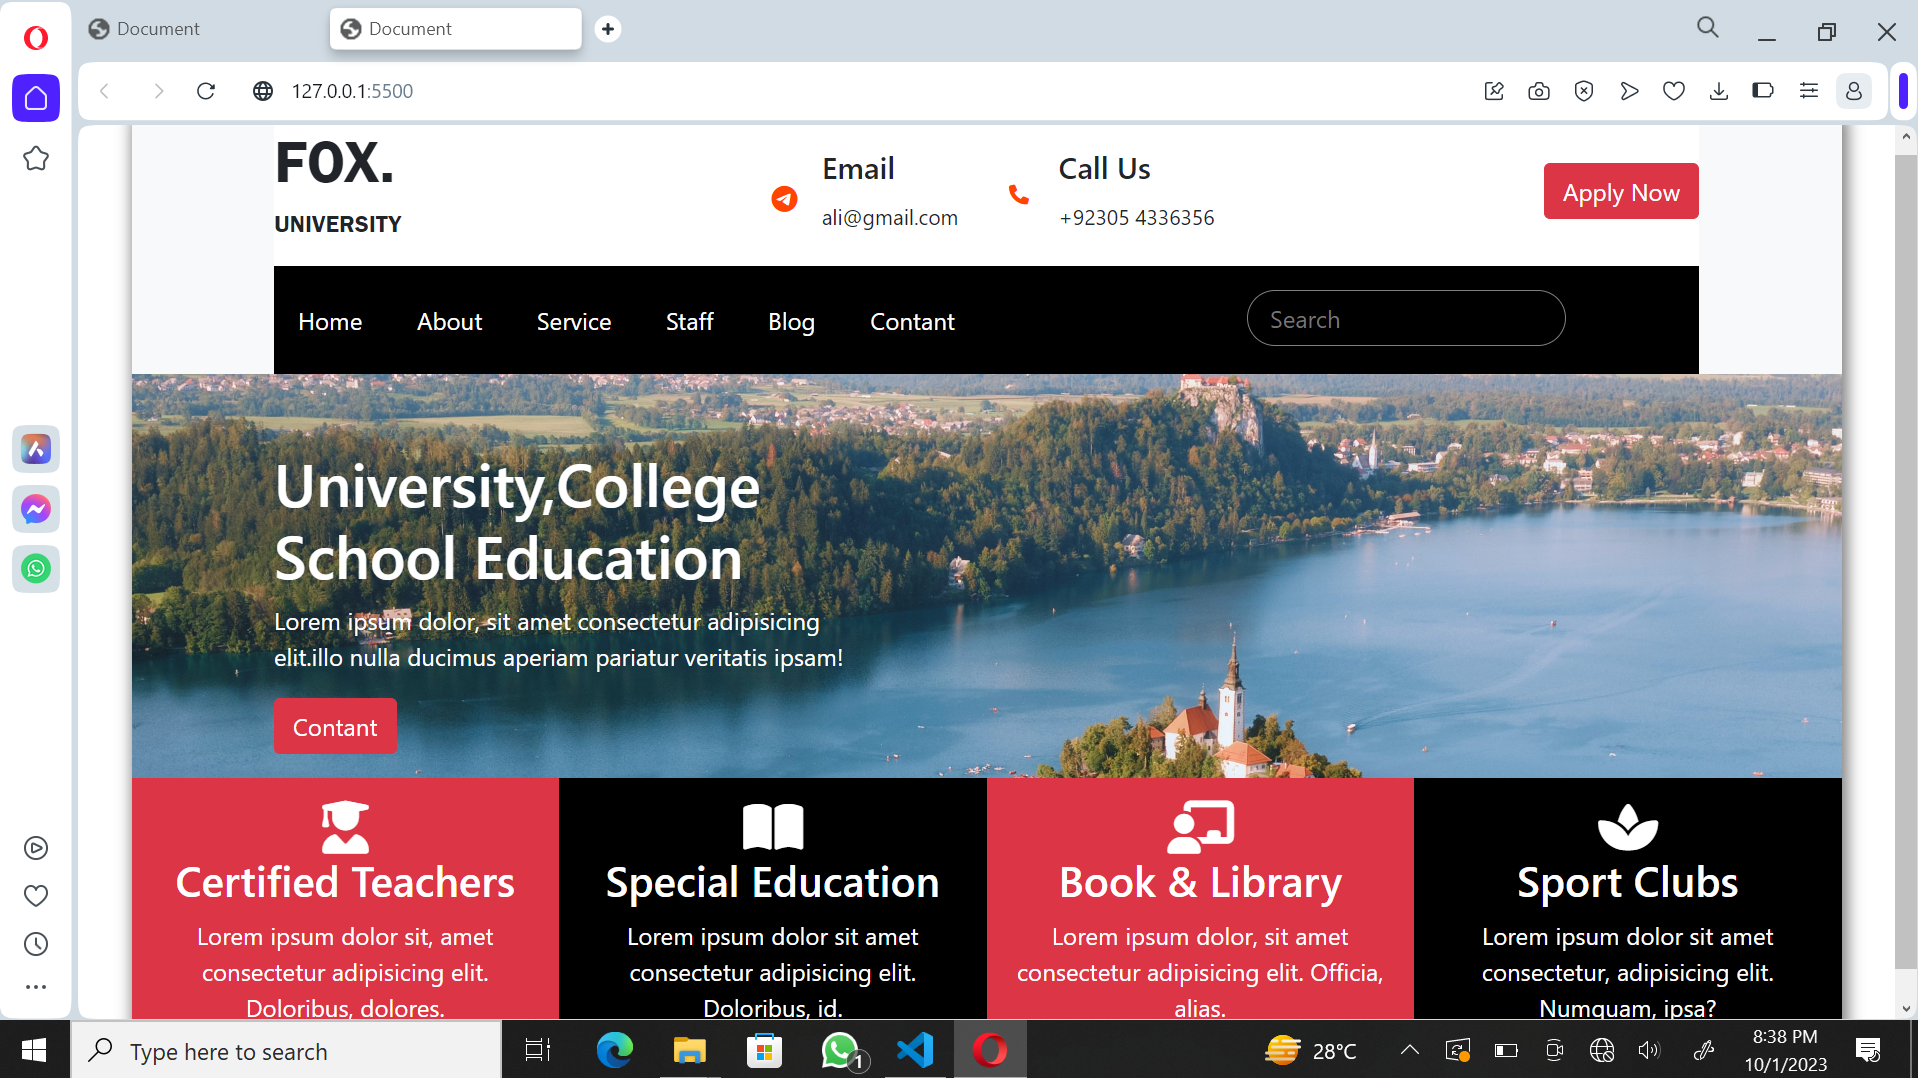 Document
Document
127.0.0.1:5500
FOX.
UNIVERSITY
Email
ali@gmail.com
Call Us
+92305 4336356
Apply Now
Home
About
Service
Staff
Blog
Contant
Search
University,College
School Education
Lorem ipsum dolor, sit amet consectetur adipisicing
elit.illo nulla ducimus aperiam pariatur veritatis ipsam!
Contant
Certified Teachers
Lorem ipsum dolor sit, amet
consectetur adipisicing elit.
Doloribus, dolores.
Special Education
Lorem ipsum dolor sit amet
consectetur adipisicing elit.
Doloribus, id.
Book & Library
Lorem ipsum dolor, sit amet
consectetur adipisicing elit. Officia,
alias.
Sport Clubs
Lorem ipsum dolor sit amet
consectetur, adipisicing elit.
Numquam, ipsa?
Type here to search
1
28°C
8:38 PM
10/1/2023